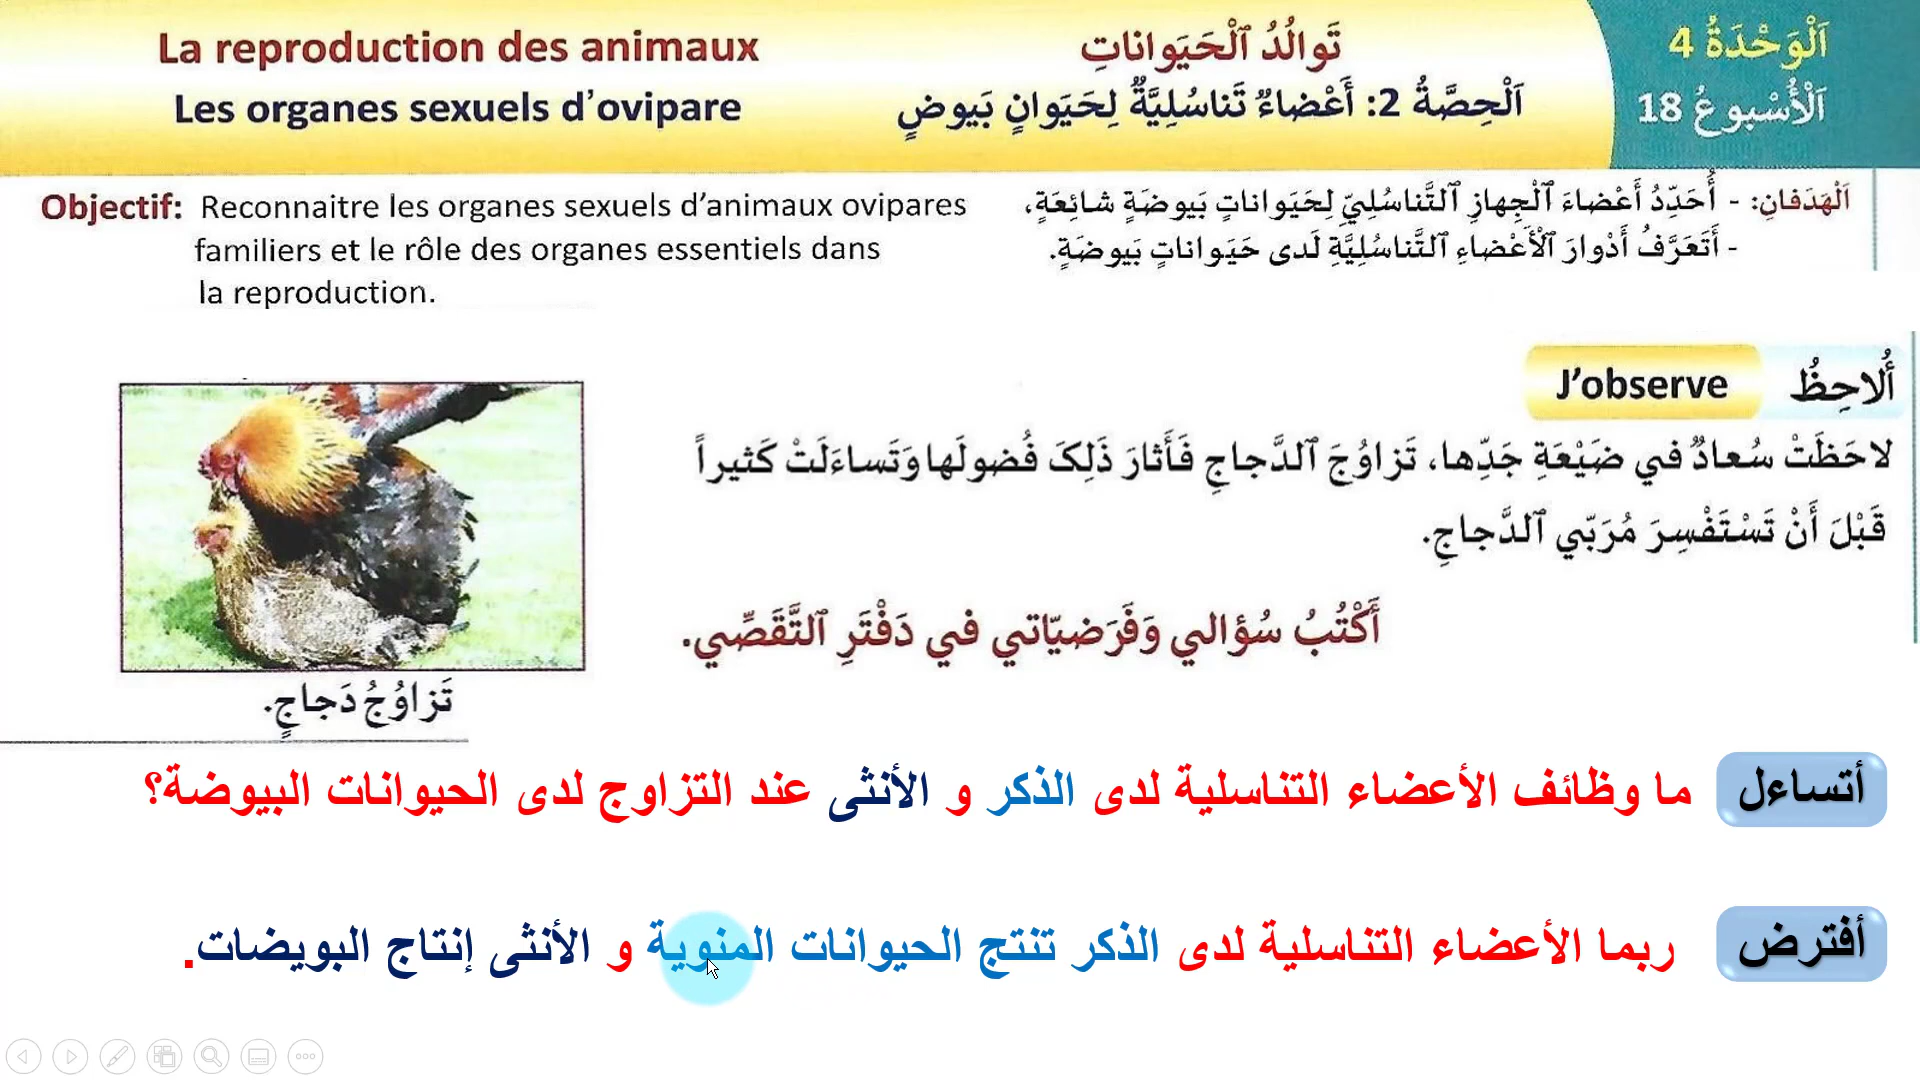 اَلْوَحْدَةُ 4
اَلْأُسْبوعُ 18
تَوالُدُ ٱلْحَيَواناتِ
La reproduction des animaux
اَلْحِصَّةُ 2: أَعْضاءٌ تَناسُلِيَّةٌ لِحَيَوانٍ بَيوضٍ
Les organes sexuels d’ovipare
اَلْهَدَفانِ: - أُحَدِّدُ أَعْضاءَ ٱلْجِهازِ ٱلتَّناسُلِيِّ لِحَيَواناتٍ بَيوضَةٍ شائِعَةٍ،
- أَتَعَرَّفُ أَدْوارَ ٱلْأَعْضاءِ ٱلتَّناسُلِيَّةِ لَدى حَيَواناتٍ بَيوضَةٍ.
Objectif: Reconnaitre les organes sexuels d’animaux ovipares
familiers et le rôle des organes essentiels dans
la reproduction.
أُلاحِظُ
J’observe
لاحَظَتْ سُعادٌ في ضَيْعَةِ جَدِّها، تَزاوُجَ ٱلدَّجاجِ فَأَثارَ ذَلِكَ فُضولَها وَتَساءَلَتْ كَثيراً
قَبْلَ أَنْ تَسْتَفْسِرَ مُرَبّي ٱلدَّجاجِ.
أَكْتُبُ سُؤالي وَفَرَضيّاتي في دَفْتَرِ ٱلتَّقَصّي.
تَزاوُجُ دَجاجٍ.
أتساءل
ما وظائف الأعضاء التناسلية لدى الذكر و الأنثى عند التزاوج لدى الحيوانات البيوضة؟
أفترض
ربما الأعضاء التناسلية لدى الذكر تنتج الحيوانات المنوية و الأنثى إنتاج البويضات.